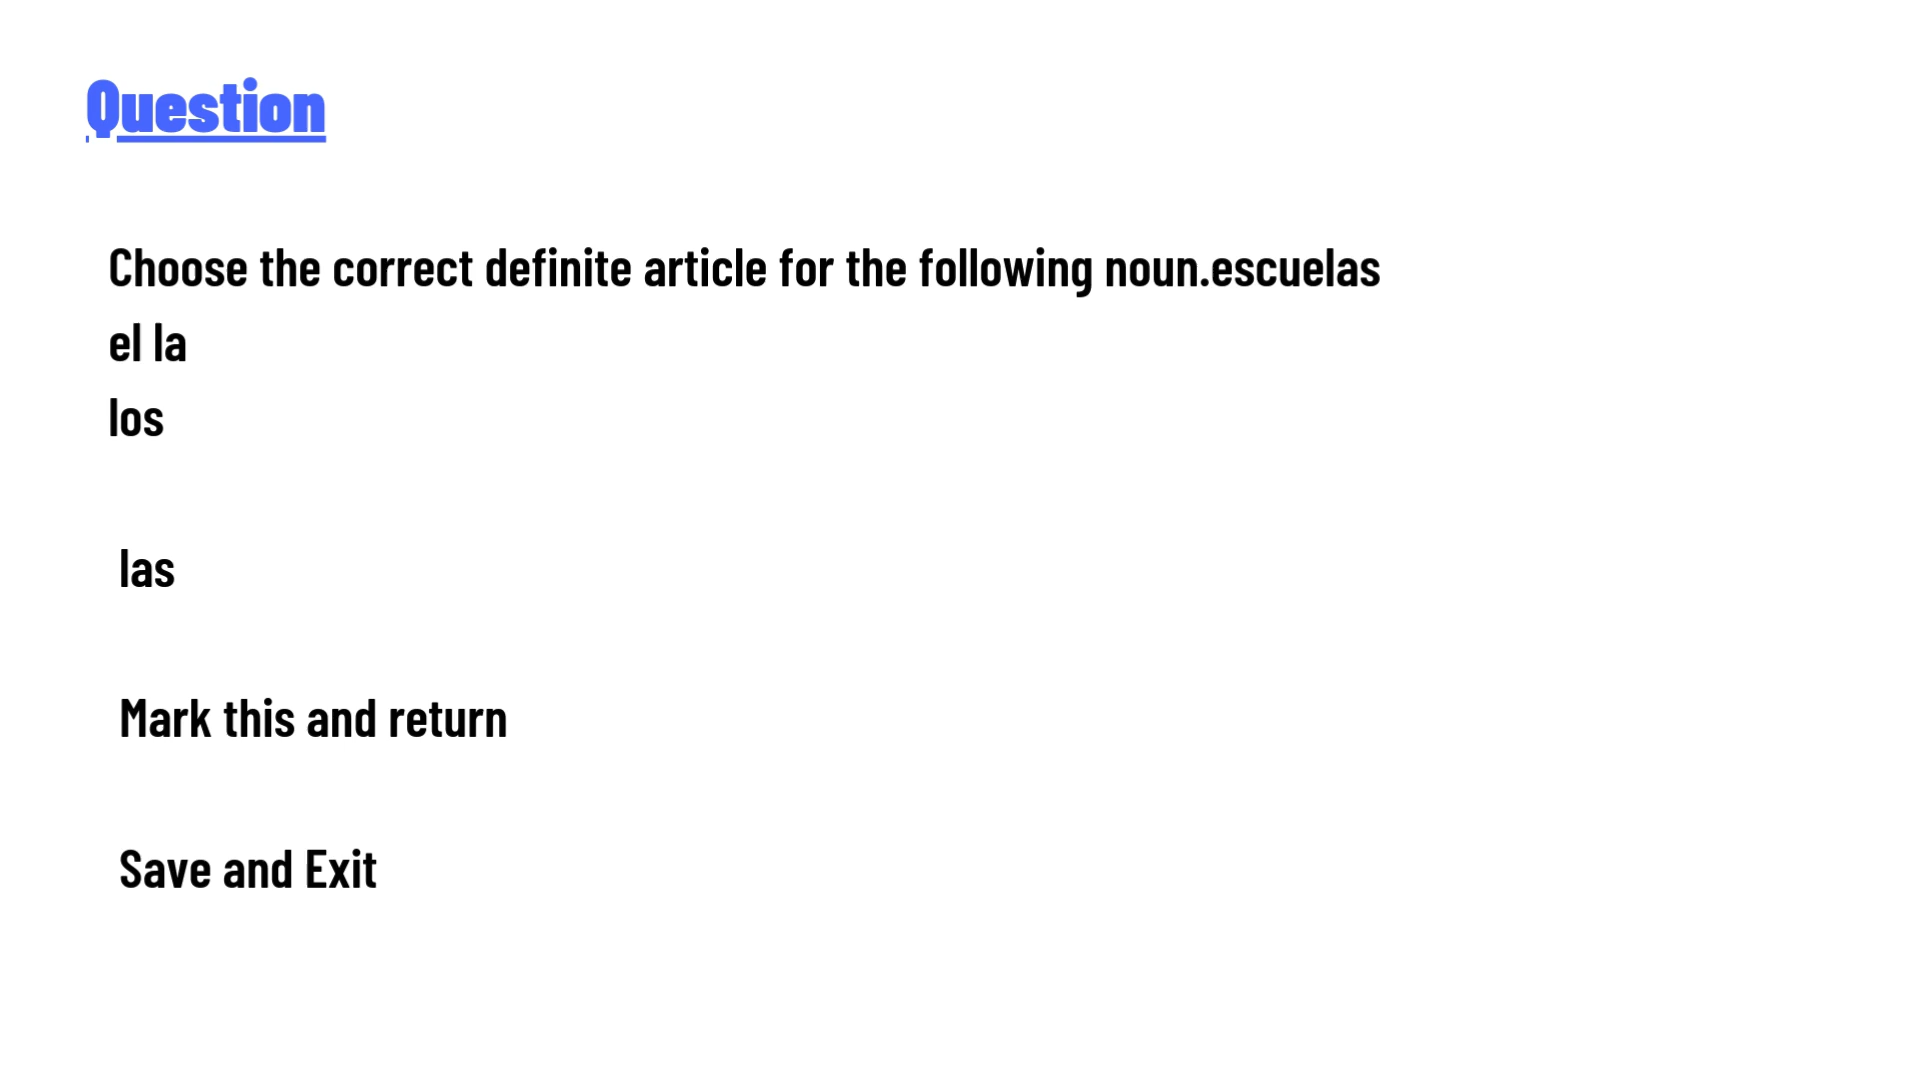 Question
Choose the correct definite article for the following noun.escuelas
el la
los
las
Mark this and return
Save and Exit